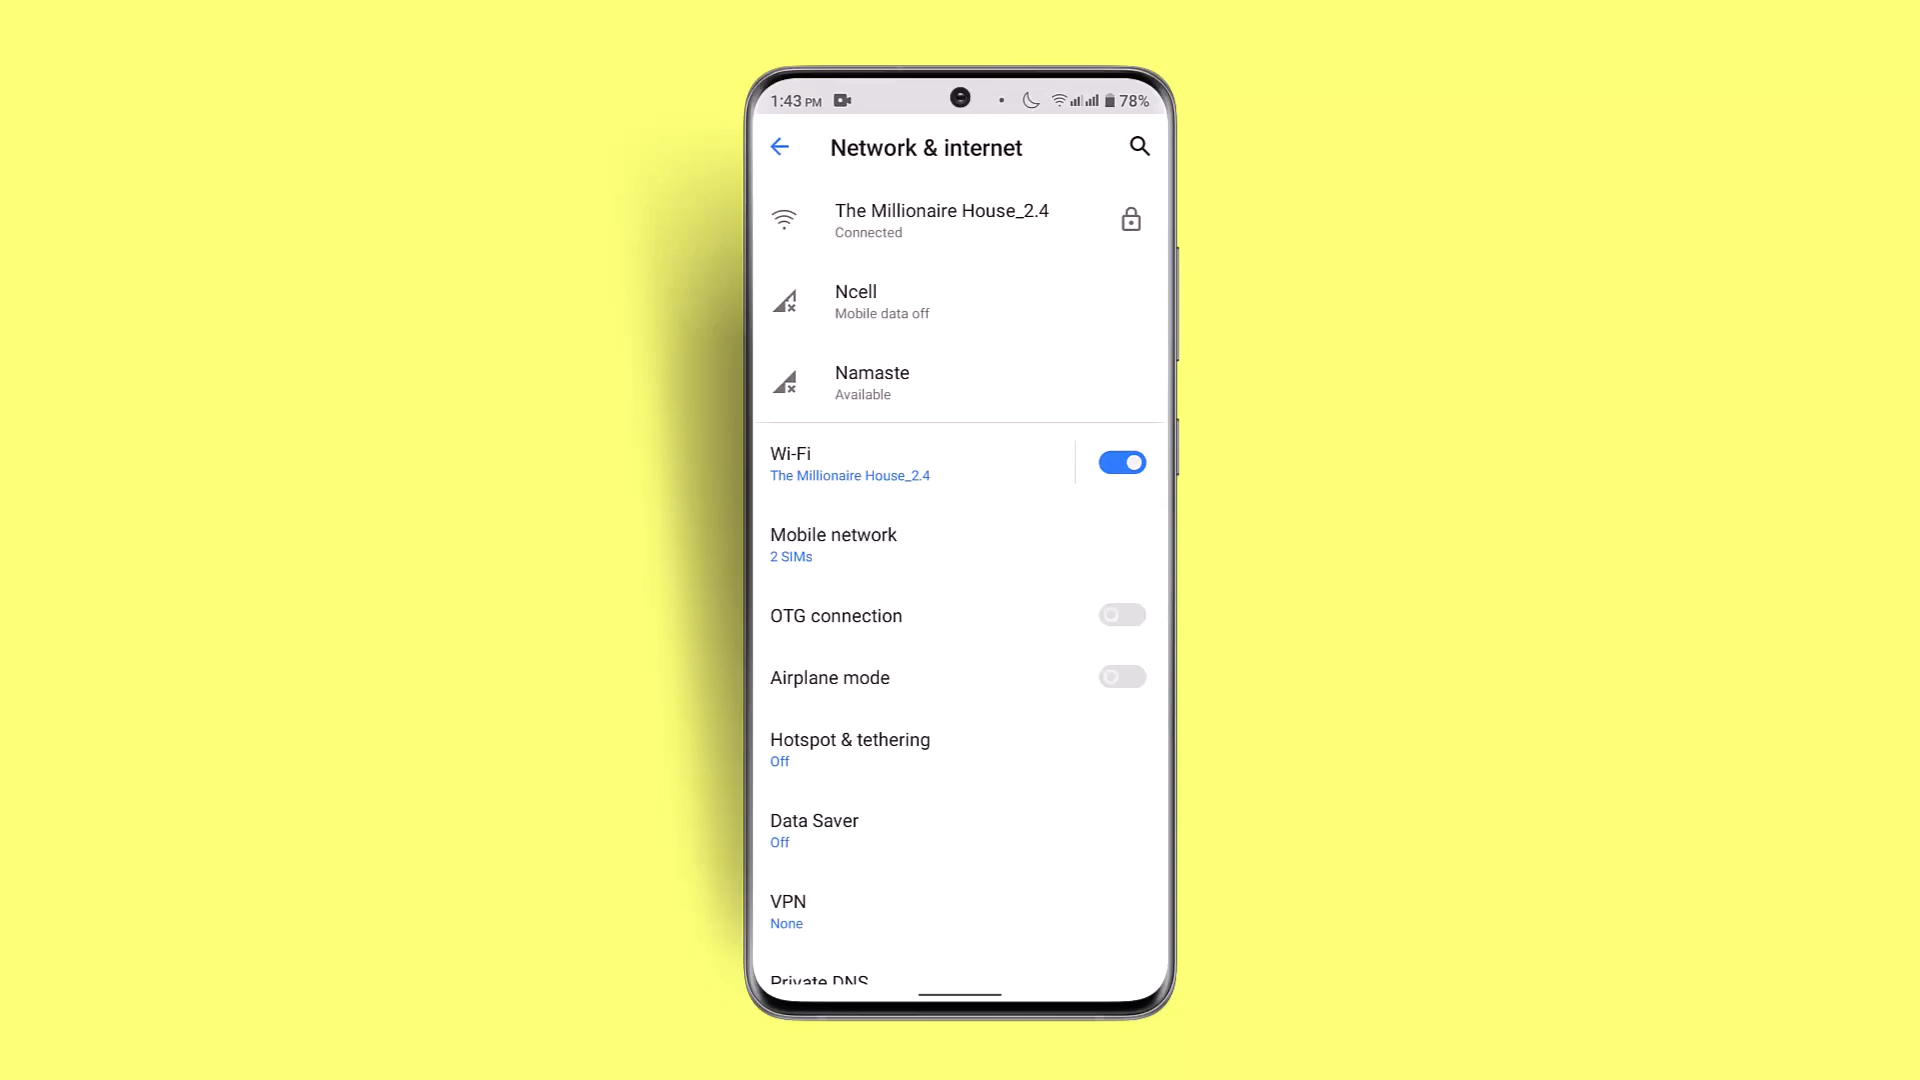 1:43 PM 78%
Network & internet
The Millionaire House_2.4
Connected
Ncell
Mobile data off
Namaste
Available
Wi-Fi
The Millionaire House_2.4
Mobile network
2 SIMs
OTG connection
Airplane mode
Hotspot & tethering
Off
Data Saver
Off
VPN
None
Private DNS